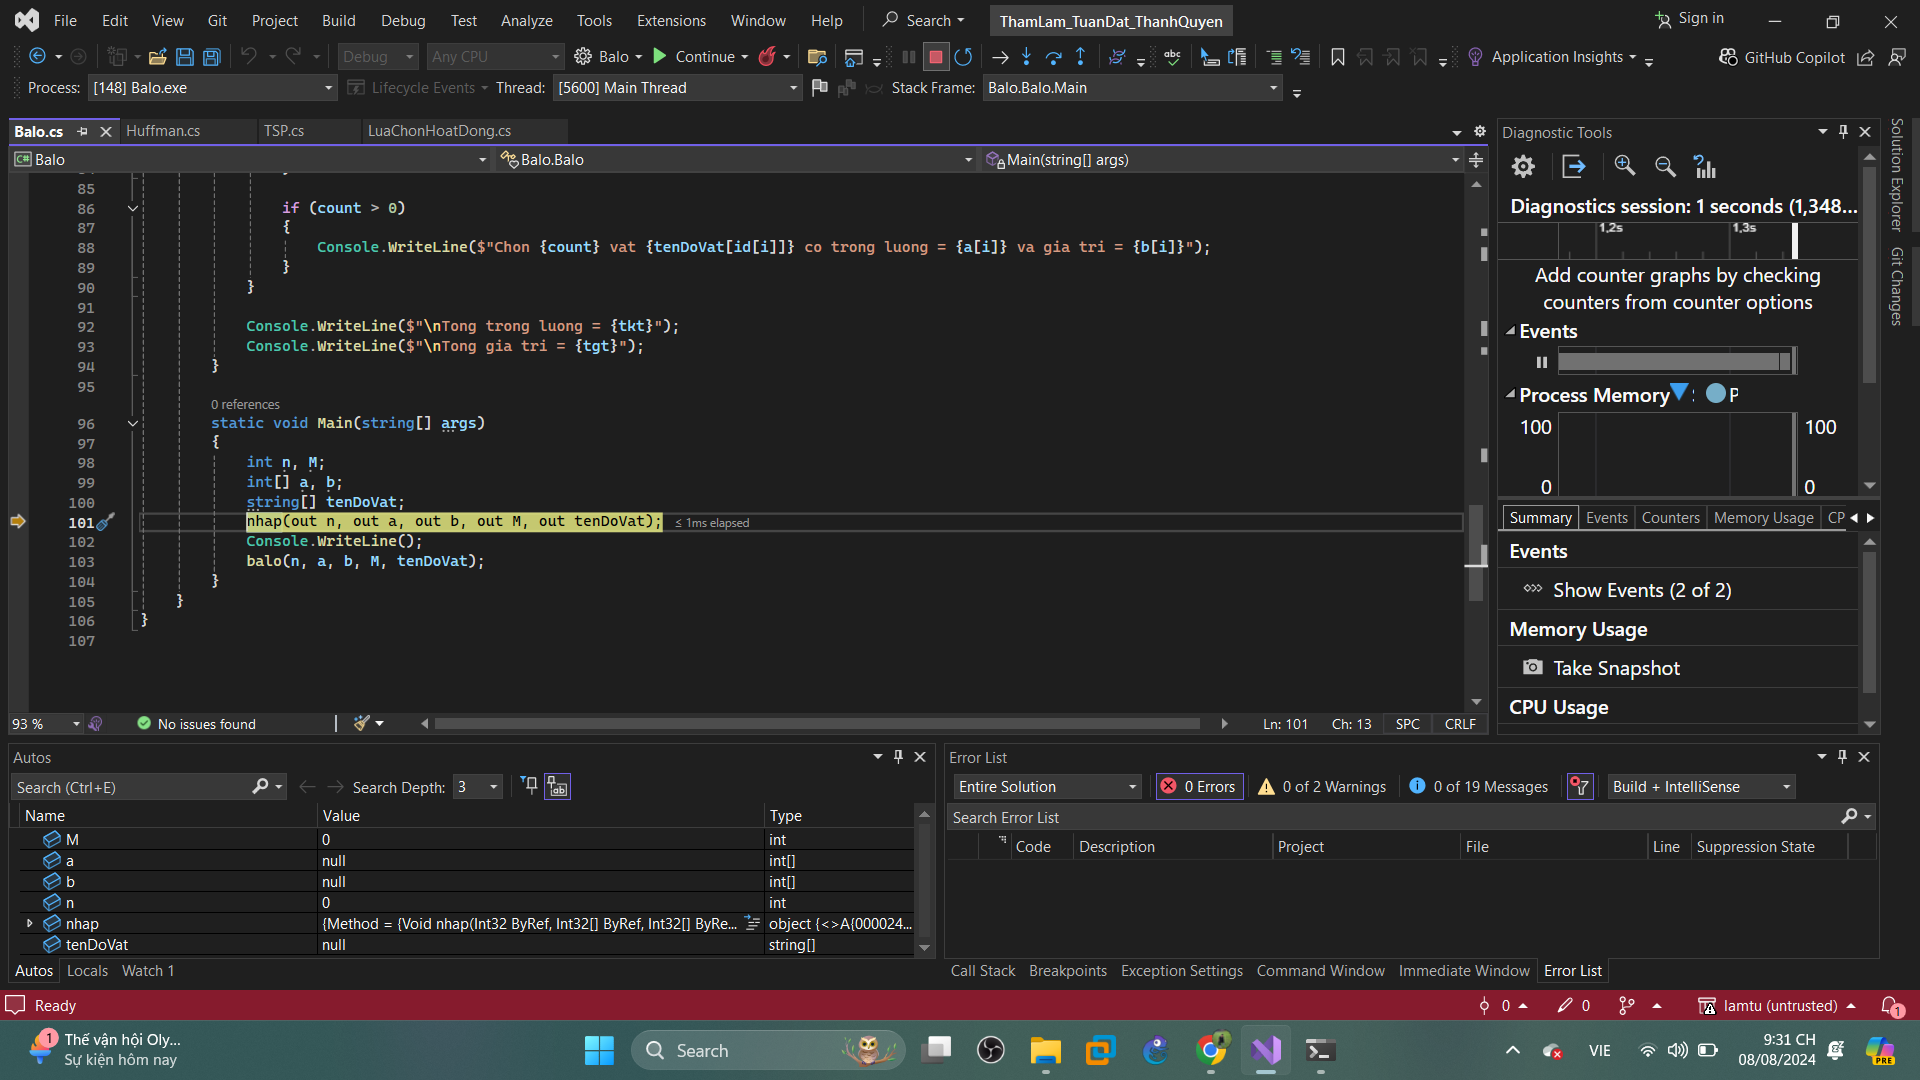 File Edit View Git Project Build Debug Test Analyze Tools Extensions Window Help Search ThamLam_TuanDat_ThanhQuyen Sign in
Debug Any CPU Balo Continue Application Insights GitHub Copilot
Process: [148] Balo.exe Lifecycle Events Thread: [5600] Main Thread Stack Frame: Balo.Balo.Main
Balo.cs Huffman.cs TSP.cs LuaChonHoatDong.cs
Balo Balo.Balo Main(string[] args)
85
86 if (count > 0)
87 {
88 Console.WriteLine($"Chon {count} vat {tenDoVat[id[i]]} co trong luong = {a[i]} va gia tri = {b[i]}");
89 }
90 }
91
92 Console.WriteLine($"\nTong trong luong = {tkt}");
93 Console.WriteLine($"\nTong gia tri = {tgt}");
94 }
95
0 references
96 static void Main(string[] args)
97 {
98 int n, M;
99 int[] a, b;
100 string[] tenDoVat;
101 nhap(out n, out a, out b, out M, out tenDoVat); ≤ 1ms elapsed
102 Console.WriteLine();
103 balo(n, a, b, M, tenDoVat);
104 }
105 }
106 }
107
93 % No issues found Ln: 101 Ch: 13 SPC CRLF
Diagnostic Tools
Diagnostics session: 1 seconds (1,348...
1,2s 1,3s
Add counter graphs by checking
counters from counter options
Events
Process Memory P
100 100
0 0
Summary Events Counters Memory Usage CP
Events
Show Events (2 of 2)
Memory Usage
Take Snapshot
CPU Usage
Solution Explorer
Git Changes
Autos
Search (Ctrl+E) Search Depth: 3
Name Value Type
M 0 int
a null int[]
b null int[]
n 0 int
nhap {Method = {Void nhap(Int32 ByRef, Int32[] ByRef, Int32[] ByRe... object {<>A{000024...
tenDoVat null string[]
Autos Locals Watch 1
Error List
Entire Solution 0 Errors 0 of 2 Warnings 0 of 19 Messages Build + IntelliSense
Search Error List
Code Description Project File Line Suppression State
Call Stack Breakpoints Exception Settings Command Window Immediate Window Error List
Ready 0 0 lamtu (untrusted) 1
1 Thế vận hội Oly...
Sự kiện hôm nay
Search
VIE
9:31 CH
08/08/2024
PRE